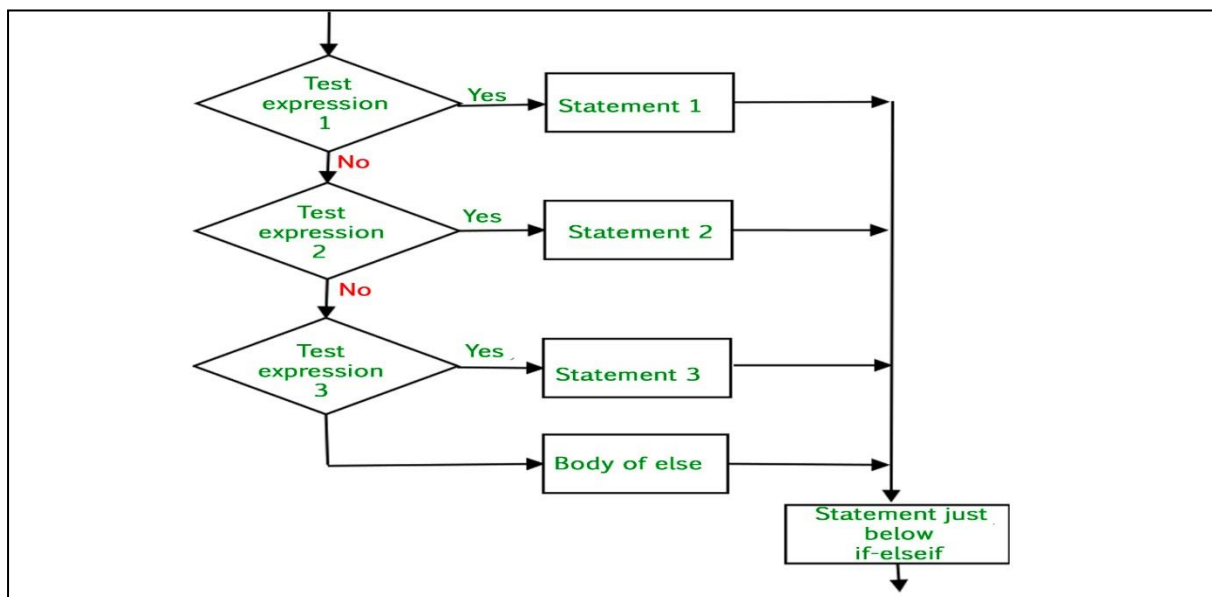 Test
expression
1
Yes
Statement 1
No
Test
expression
2
Yes
Statement 2
No
Test
expression
3
Yes
Statement 3
Body of else
Statement just
below
if-elseif